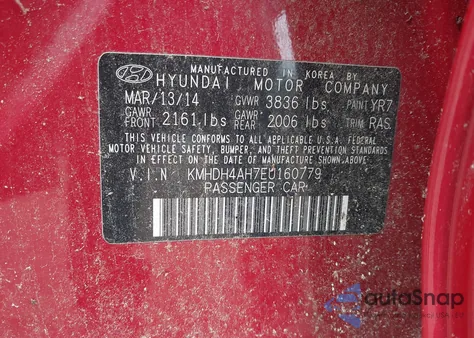 MANUFACTURED IN KOREA BY
HYUNDAI MOTOR COMPANY
MAR/13/14 GVWR 3836 lbs. PAINT YR7
GAWR FRONT 2161 lbs GAWR REAR 2006 lbs TRIM RAS
THIS VEHICLE CONFORMS TO ALL APPLICABLE U.S.A FEDERAL
MOTOR VEHICLE SAFETY, BUMPER, AND THEFT PREVENTION STANDARDS
IN EFFECT ON THE DATE OF MANUFACTURE SHOWN ABOVE.
V.I.N KMHDH4AH7EU160779
PASSENGER CAR
autoSnap